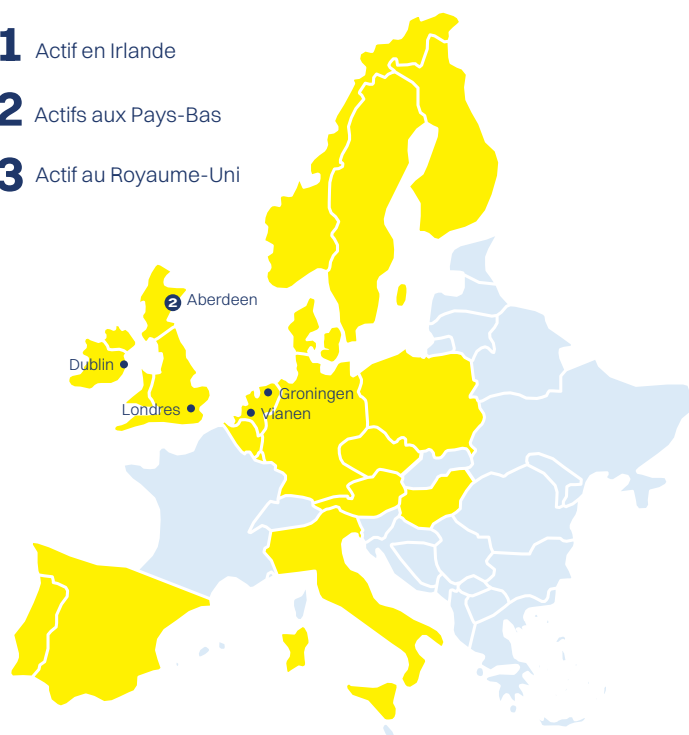 1 Actif en Irlande
2 Actifs aux Pays-Bas
3 Actif au Royaume-Uni
2 Aberdeen
Dublin
Groningen
Londres
Vianen